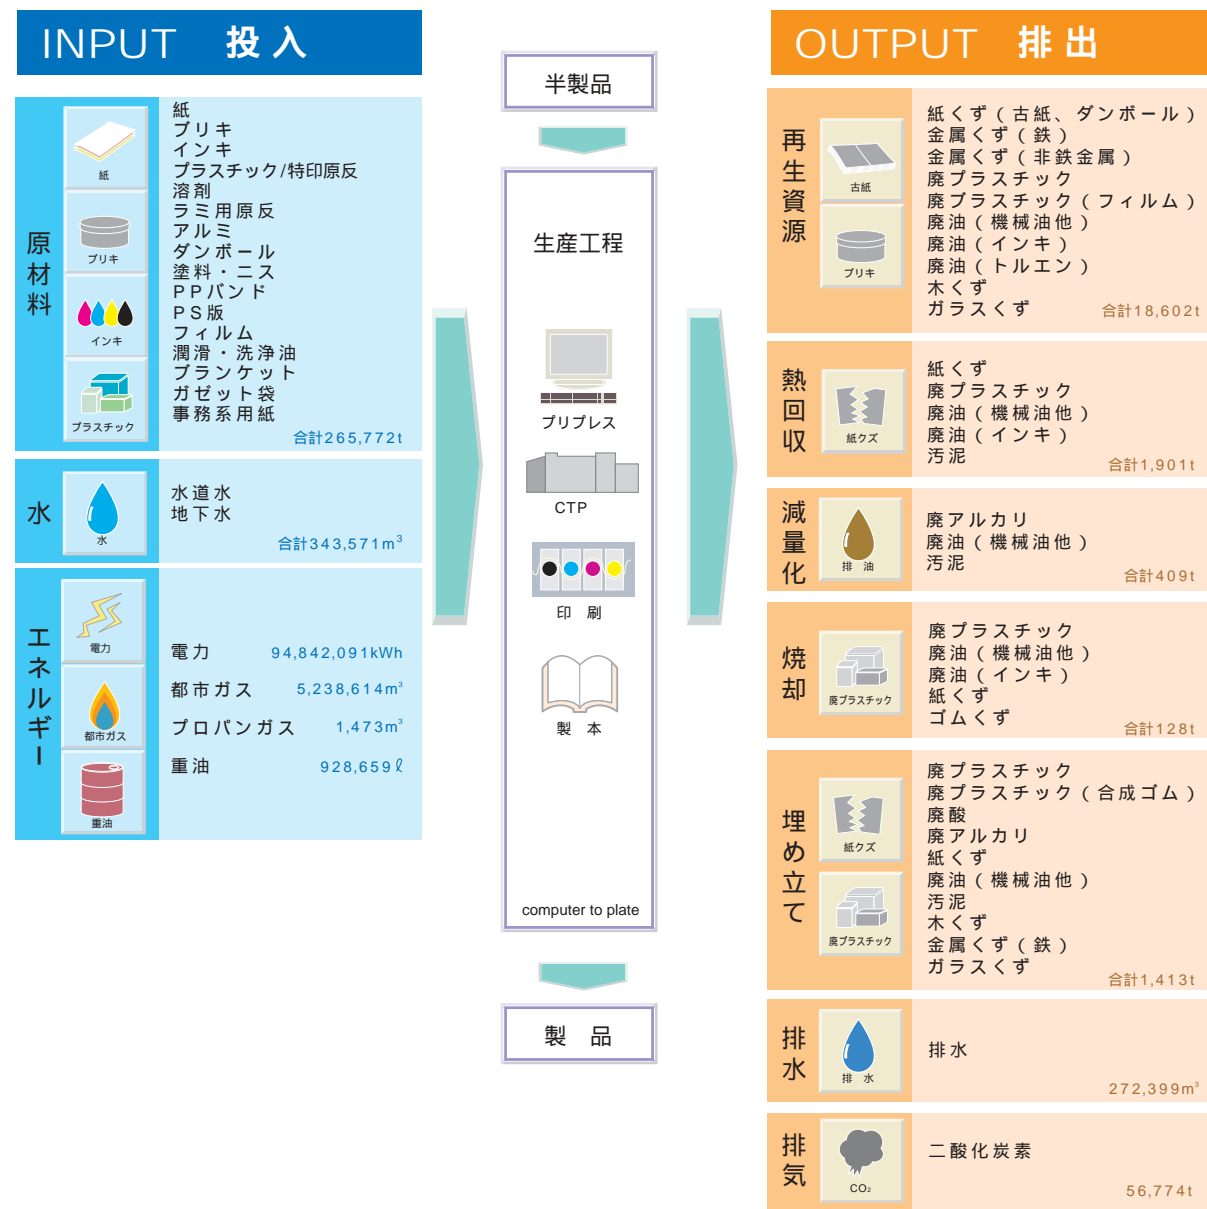 INPUT 投入
原材料
紙
ブリキ
インキ
プラスチック
紙
ブリキ
インキ
プラスチック/特印原反
溶剤
ラミ用原反
アルミ
ダンボール
塗料・ニス
PPバンド
PS版
フィルム
潤滑・洗浄油
ブランケット
ガゼット袋
事務系用紙
合計265,772t
水
水
水道水
地下水
合計343,571m³
エネルギー
電力
都市ガス
重油
電力 94,842,091kWh
都市ガス 5,238,614m³
プロパンガス 1,473m³
重油 928,659ℓ
半製品
生産工程
プリプレス
CTP
印 刷
製 本
computer to plate
製 品
OUTPUT 排出
再生資源
古紙
ブリキ
紙くず(古紙、ダンボール)
金属くず(鉄)
金属くず(非鉄金属)
廃プラスチック
廃プラスチック(フィルム)
廃油(機械油他)
廃油(インキ)
廃油(トルエン)
木くず
ガラスくず
合計18,602t
熱回収
紙クズ
紙くず
廃プラスチック
廃油(機械油他)
廃油(インキ)
汚泥
合計1,901t
減量化
排 油
廃アルカリ
廃油(機械油他)
汚泥
合計409t
焼却
廃プラスチック
廃プラスチック
廃油(機械油他)
廃油(インキ)
紙くず
ゴムくず
合計128t
埋め立て
紙クズ
廃プラスチック
廃プラスチック
廃プラスチック(合成ゴム)
廃酸
廃アルカリ
紙くず
廃油(機械油他)
汚泥
木くず
金属くず(鉄)
ガラスくず
合計1,413t
排水
排 水
排水
272,399m³
排気
CO₂
二酸化炭素
56,774t